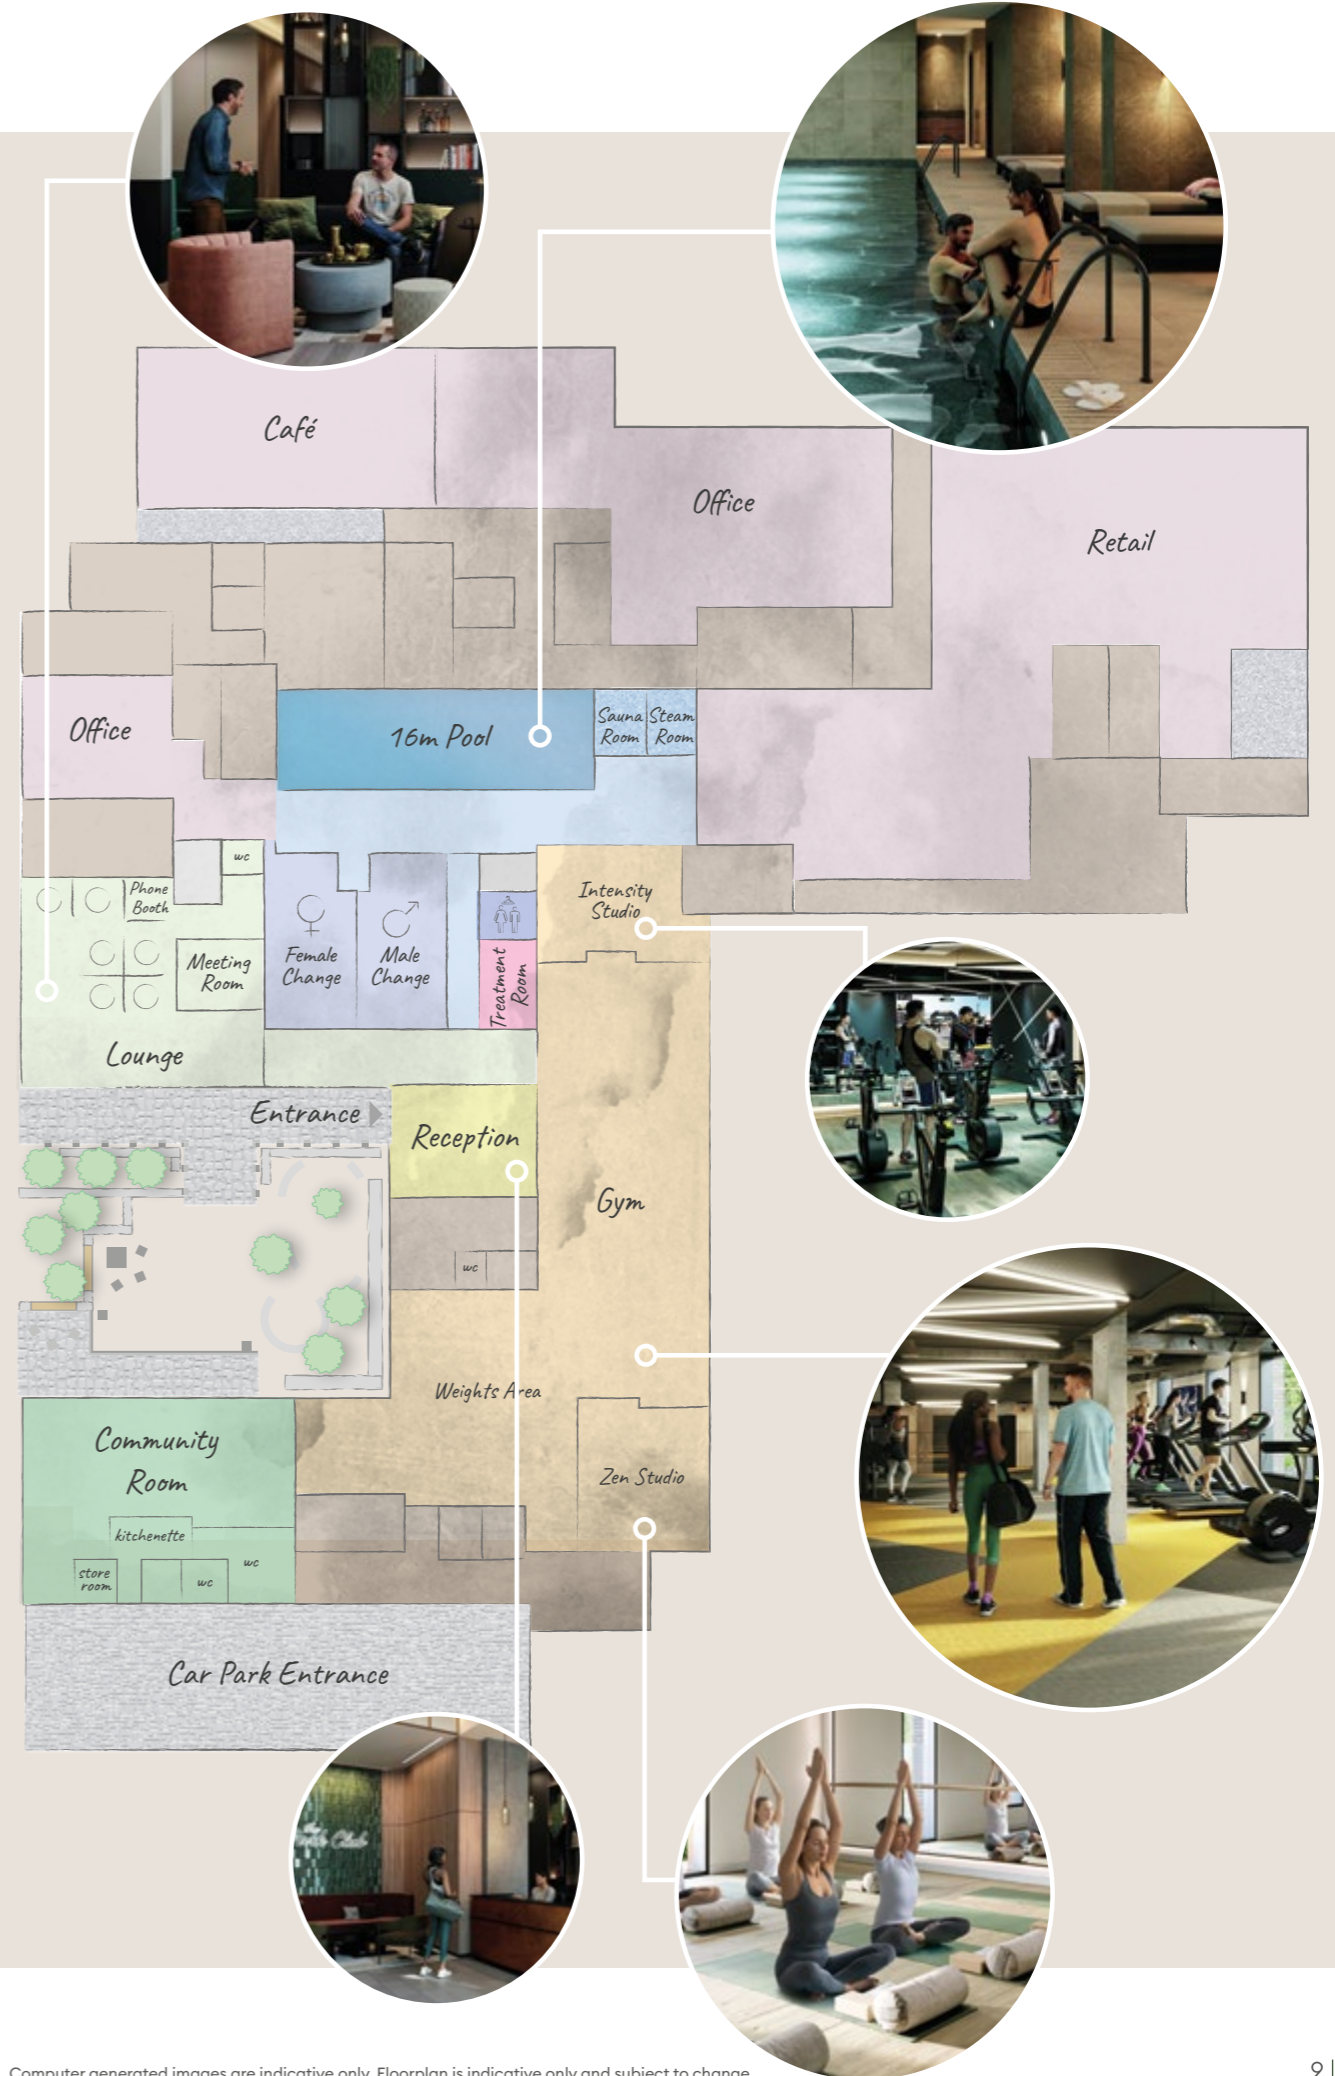 Café
Office
Retail
Office
16m Pool
Sauna
Room
Steam
Room
wc
Phone
Booth
Meeting
Room
Female
Change
Male
Change
Treatment
Room
Intensity
Studio
Lounge
Entrance
Reception
Gym
wc
Weights Area
Zen Studio
Community
Room
kitchenette
store
room
wc
wc
Car Park Entrance
the
Club
Computer generated images are indicative only. Floorplan is indicative only and subject to change.
9 |